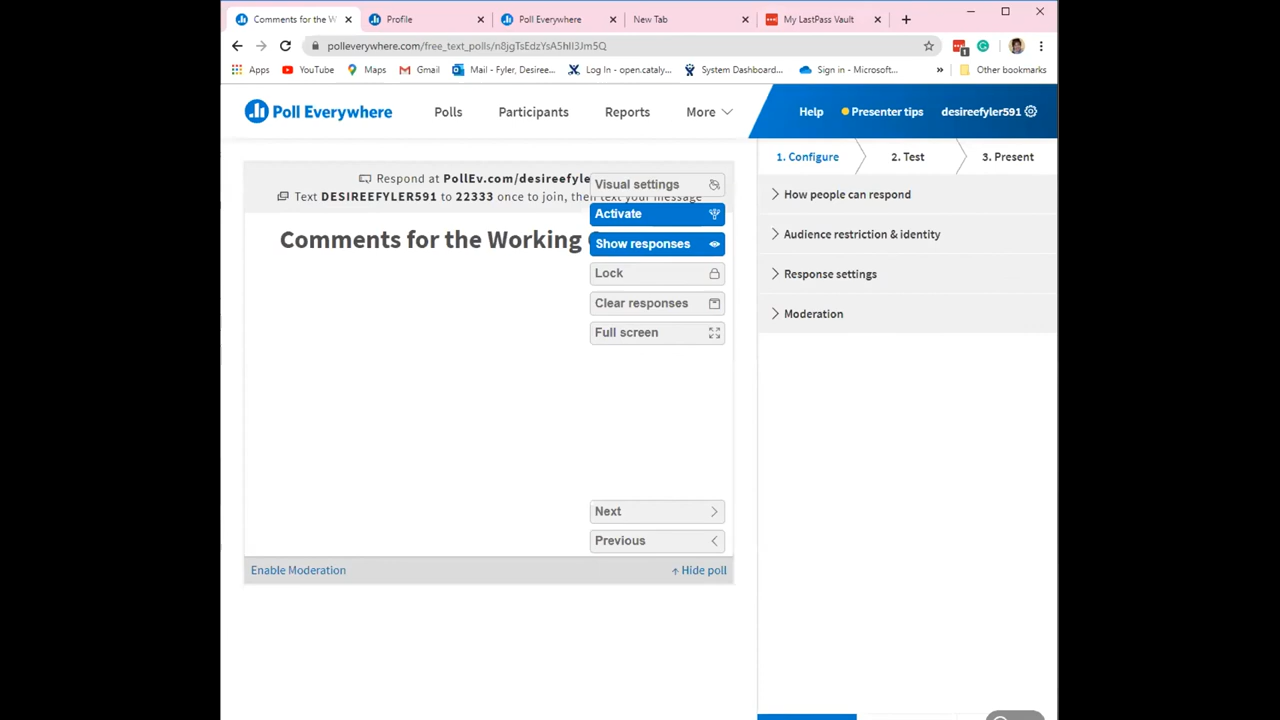 Comments for the W
Profile
Poll Everywhere
New Tab
My LastPass Vault
polleverywhere.com/free_text_polls/n8jgTsEdzYsAShlI3Jm5Q
1
Apps
YouTube
Maps
Gmail
Mail - Fyler, Desiree...
Log In - open.cataly...
System Dashboard...
Sign in - Microsoft...
»
Other bookmarks
Poll Everywhere
Polls
Participants
Reports
More
Help
Presenter tips
desireefyler591
1. Configure
2. Test
3. Present
Respond at PollEv.com/desireefyle
Text DESIREEFYLER591 to 22333 once to join, then text your message
Comments for the Working
Visual settings
Activate
Show responses
Lock
Clear responses
Full screen
Next
Previous
Enable Moderation
Hide poll
How people can respond
Audience restriction & identity
Response settings
Moderation